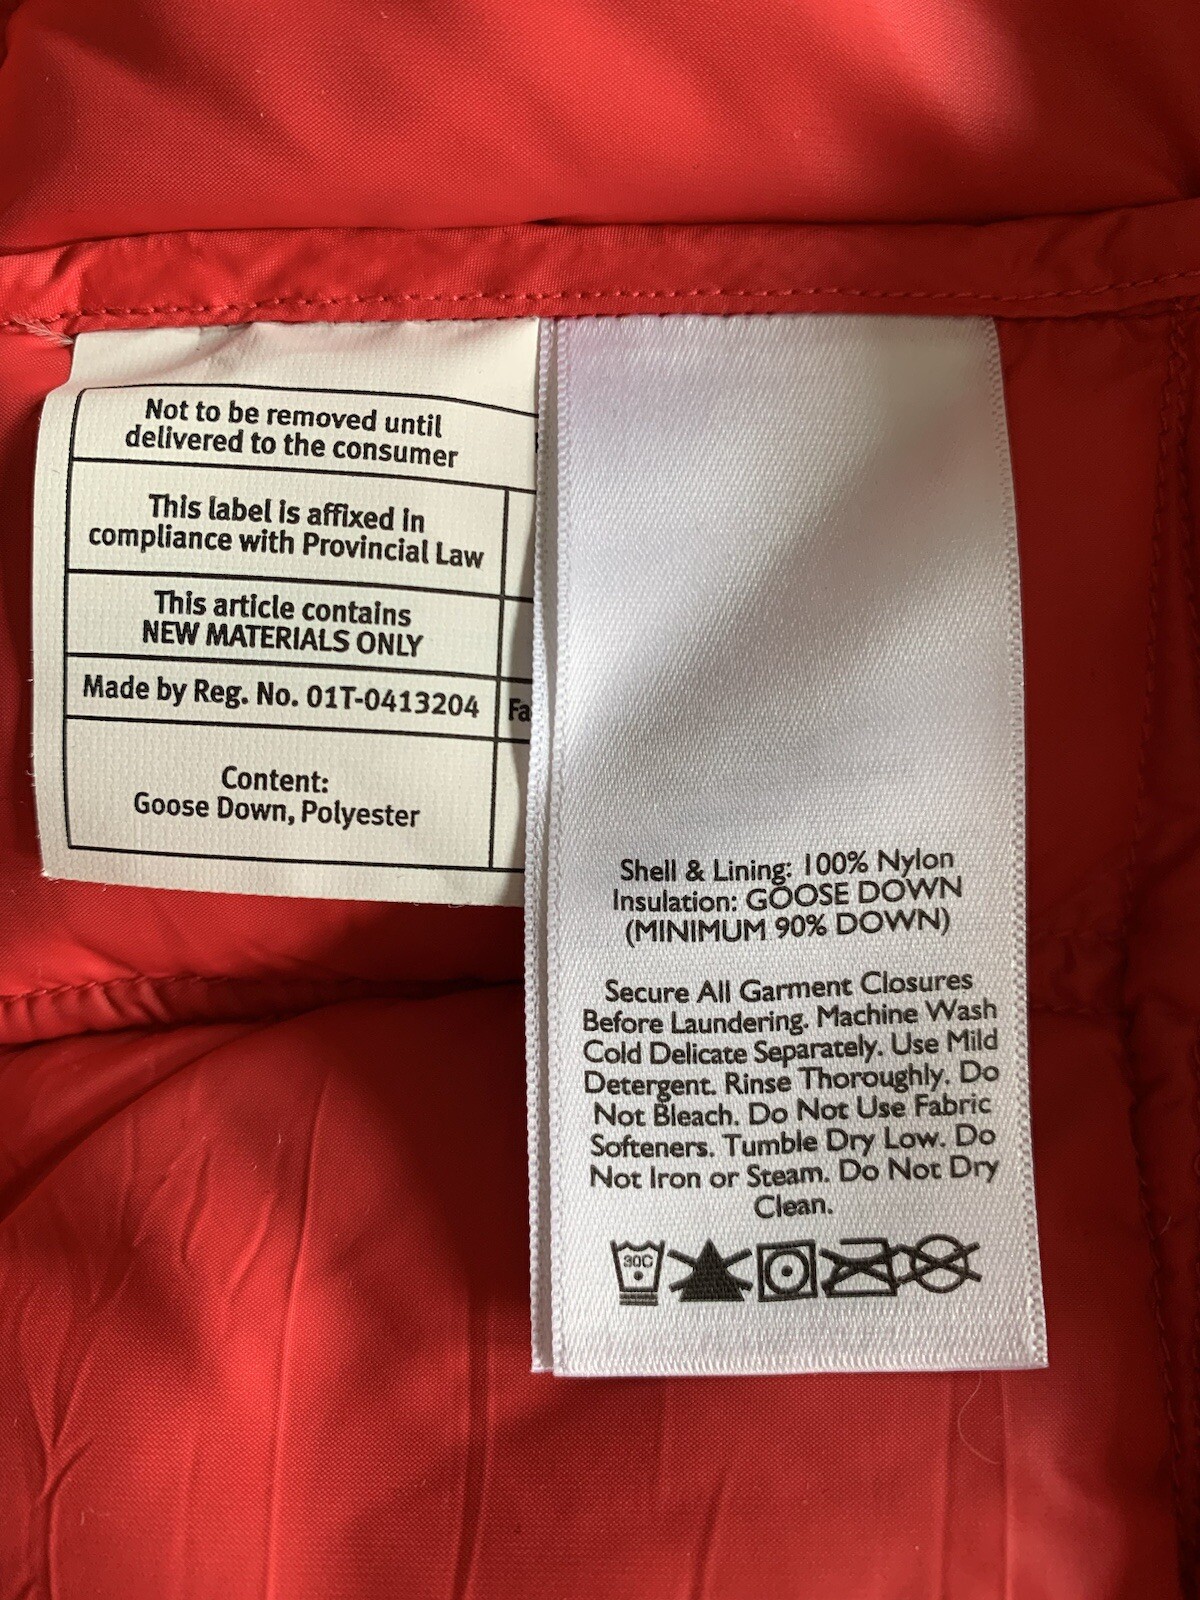 Not to be removed until
delivered to the consumer
This label is affixed in
compliance with Provincial Law
This article contains
NEW MATERIALS ONLY
Made by Reg. No. 01T-0413204
Fa
Content:
Goose Down, Polyester
Shell & Lining: 100% Nylon
Insulation: GOOSE DOWN
(MINIMUM 90% DOWN)
Secure All Garment Closures
Before Laundering. Machine Wash
Cold Delicate Separately. Use Mild
Detergent. Rinse Thoroughly. Do
Not Bleach. Do Not Use Fabric
Softeners. Tumble Dry Low. Do
Not Iron or Steam. Do Not Dry
Clean.
30C